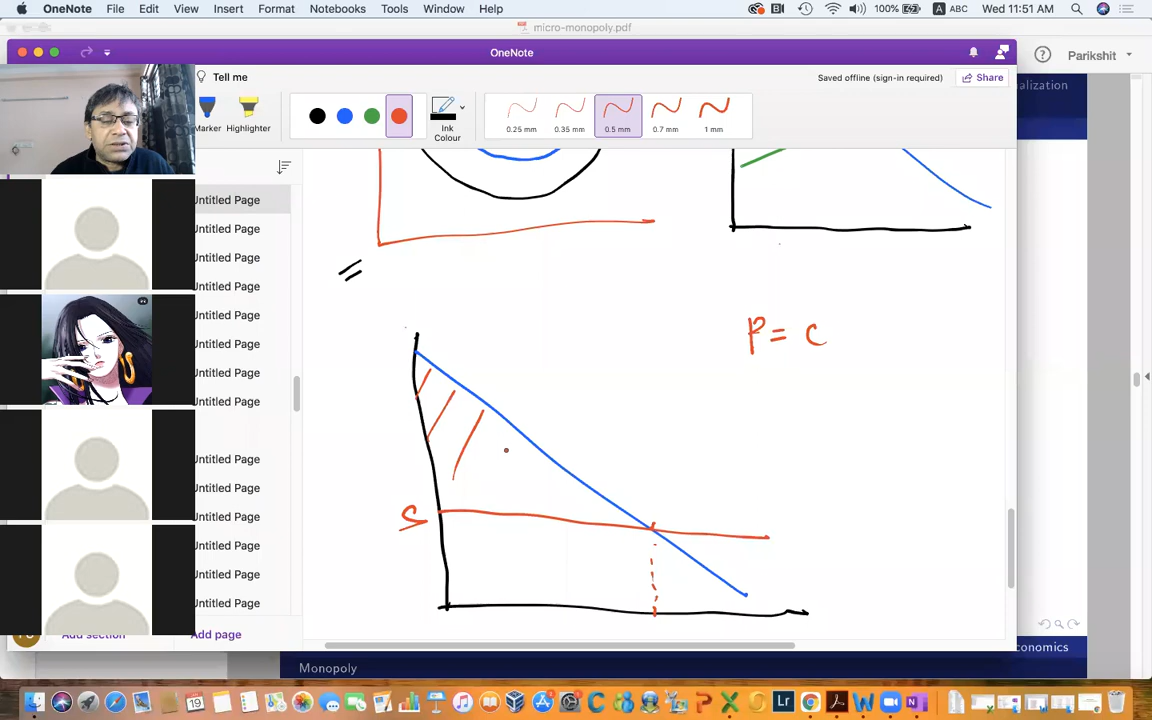 OneNote File Edit View Insert Format Notebooks Tools Window Help
100% A ABC Wed 11:51 AM
micro-monopoly.pdf
OneNote
Parikshit
Tell me
Saved offline (sign-in required)
Share
Marker
Highlighter
Ink
Colour
0.25 mm
0.35 mm
0.5 mm
0.7 mm
1 mm
nalization
Untitled Page
Untitled Page
Untitled Page
Untitled Page
Untitled Page
Untitled Page
Untitled Page
Untitled Page
Untitled Page
Untitled Page
Untitled Page
Untitled Page
Untitled Page
Untitled Page
P = c
c
Add section
Add page
conomics
Monopoly
19
Lr